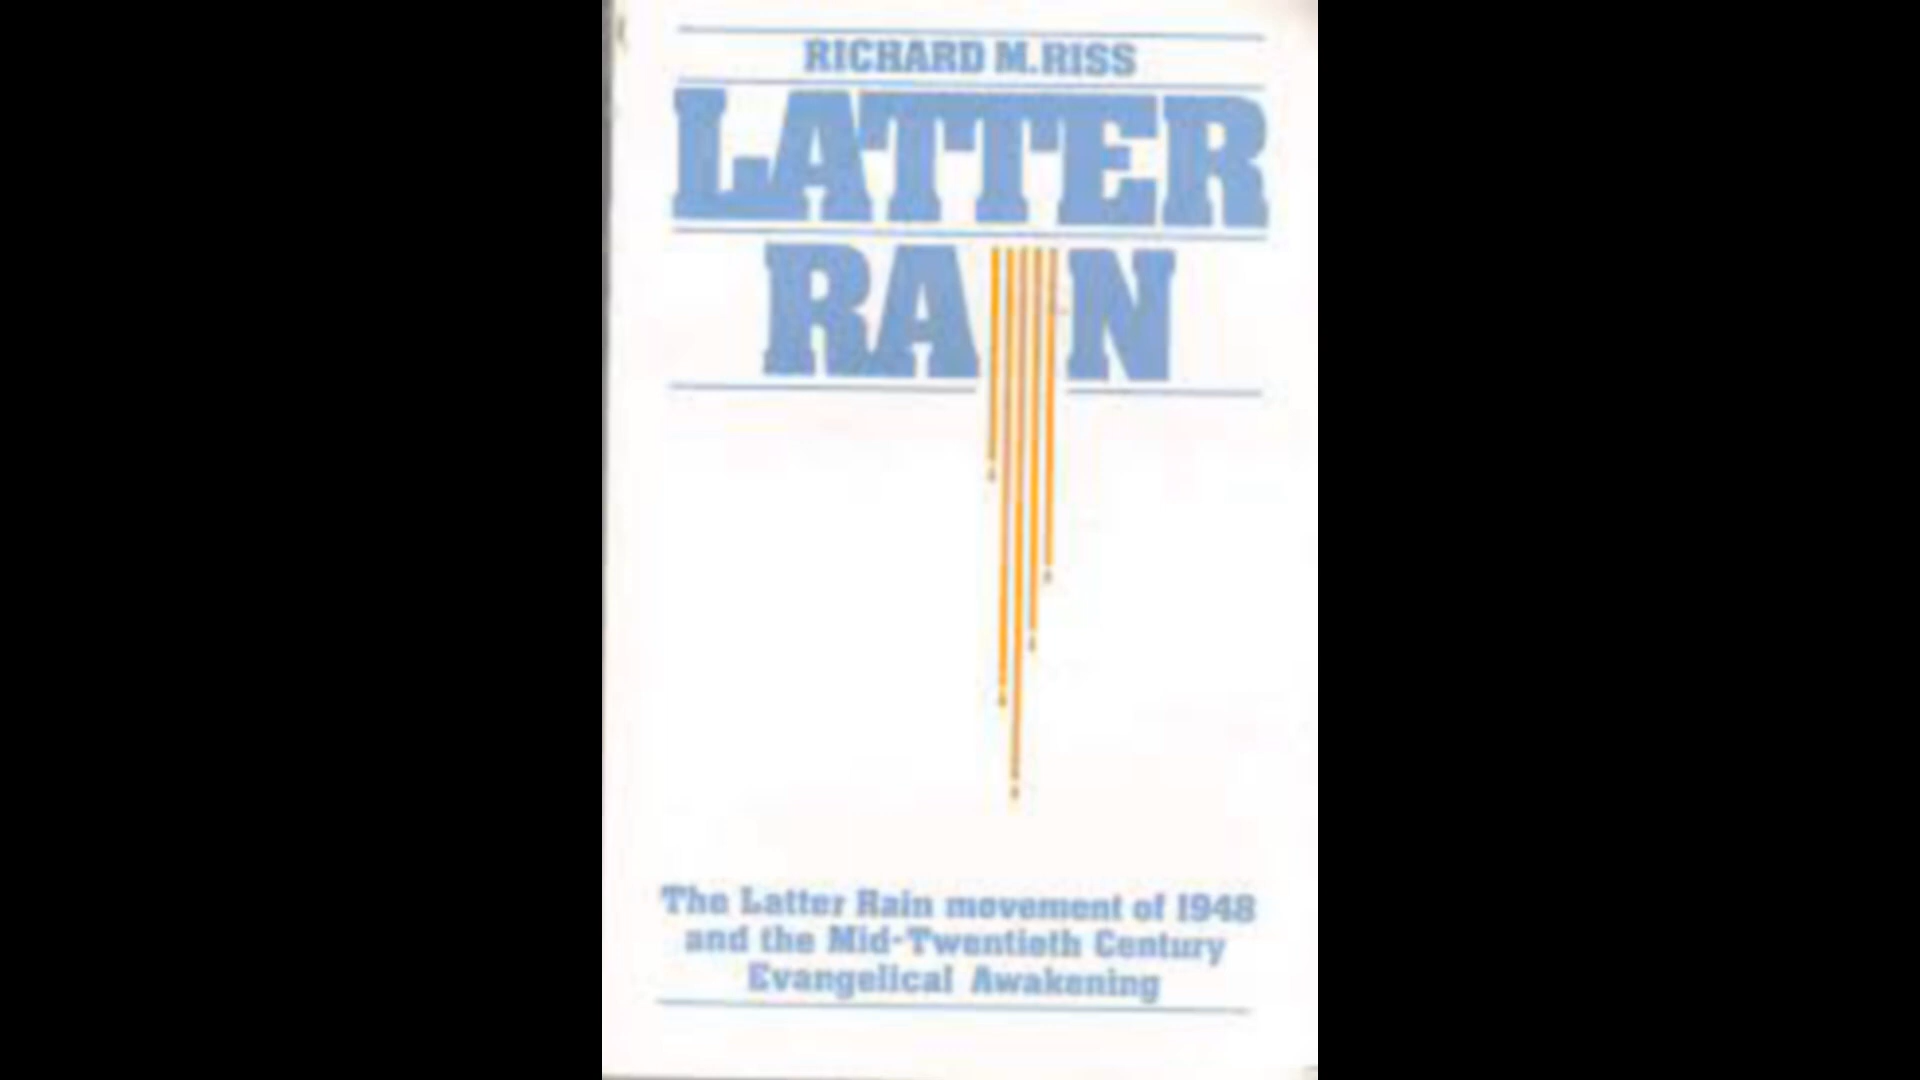 RICHARD M. RISS
LATTER
RAIN
The Latter Rain movement of 1948
and the Mid-Twentieth Century
Evangelical Awakening